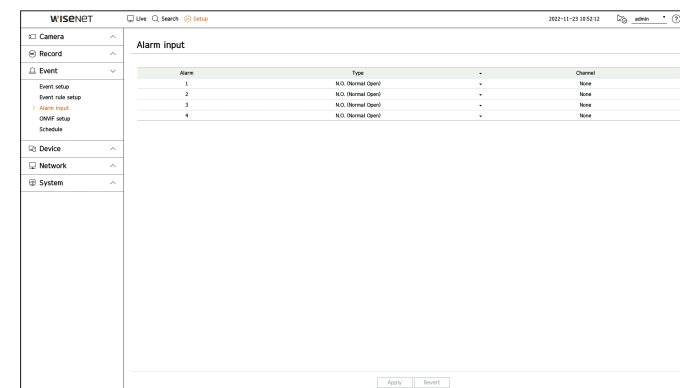 WISENET
Live Search Setup
2022-11-23 10:52:12 admin ?
Camera
Record
Event
Event setup
Event rule setup
> Alarm input
ONVIF setup
Schedule
Device
Network
System
Alarm input
Alarm Type Channel
1 N.O. (Normal Open) None
2 N.O. (Normal Open) None
3 N.O. (Normal Open) None
4 N.O. (Normal Open) None
Apply Revert